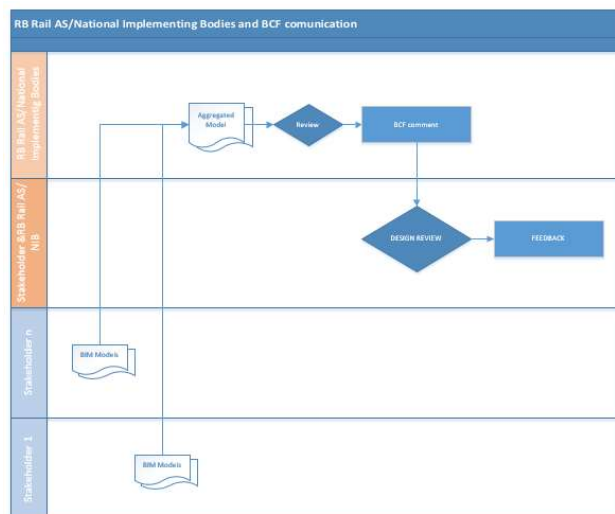 RB Rail AS/National Implementing Bodies and BCF comunication
RB Rail AS/National
Implementig Bodies
Aggregated
Model
Review
BCF comment
Stakeholder &RB Rail AS/
NIB
DESIGN REVIEW
FEEDBACK
Stakeholder n
BIM Models
Stakeholder 1
BIM Models